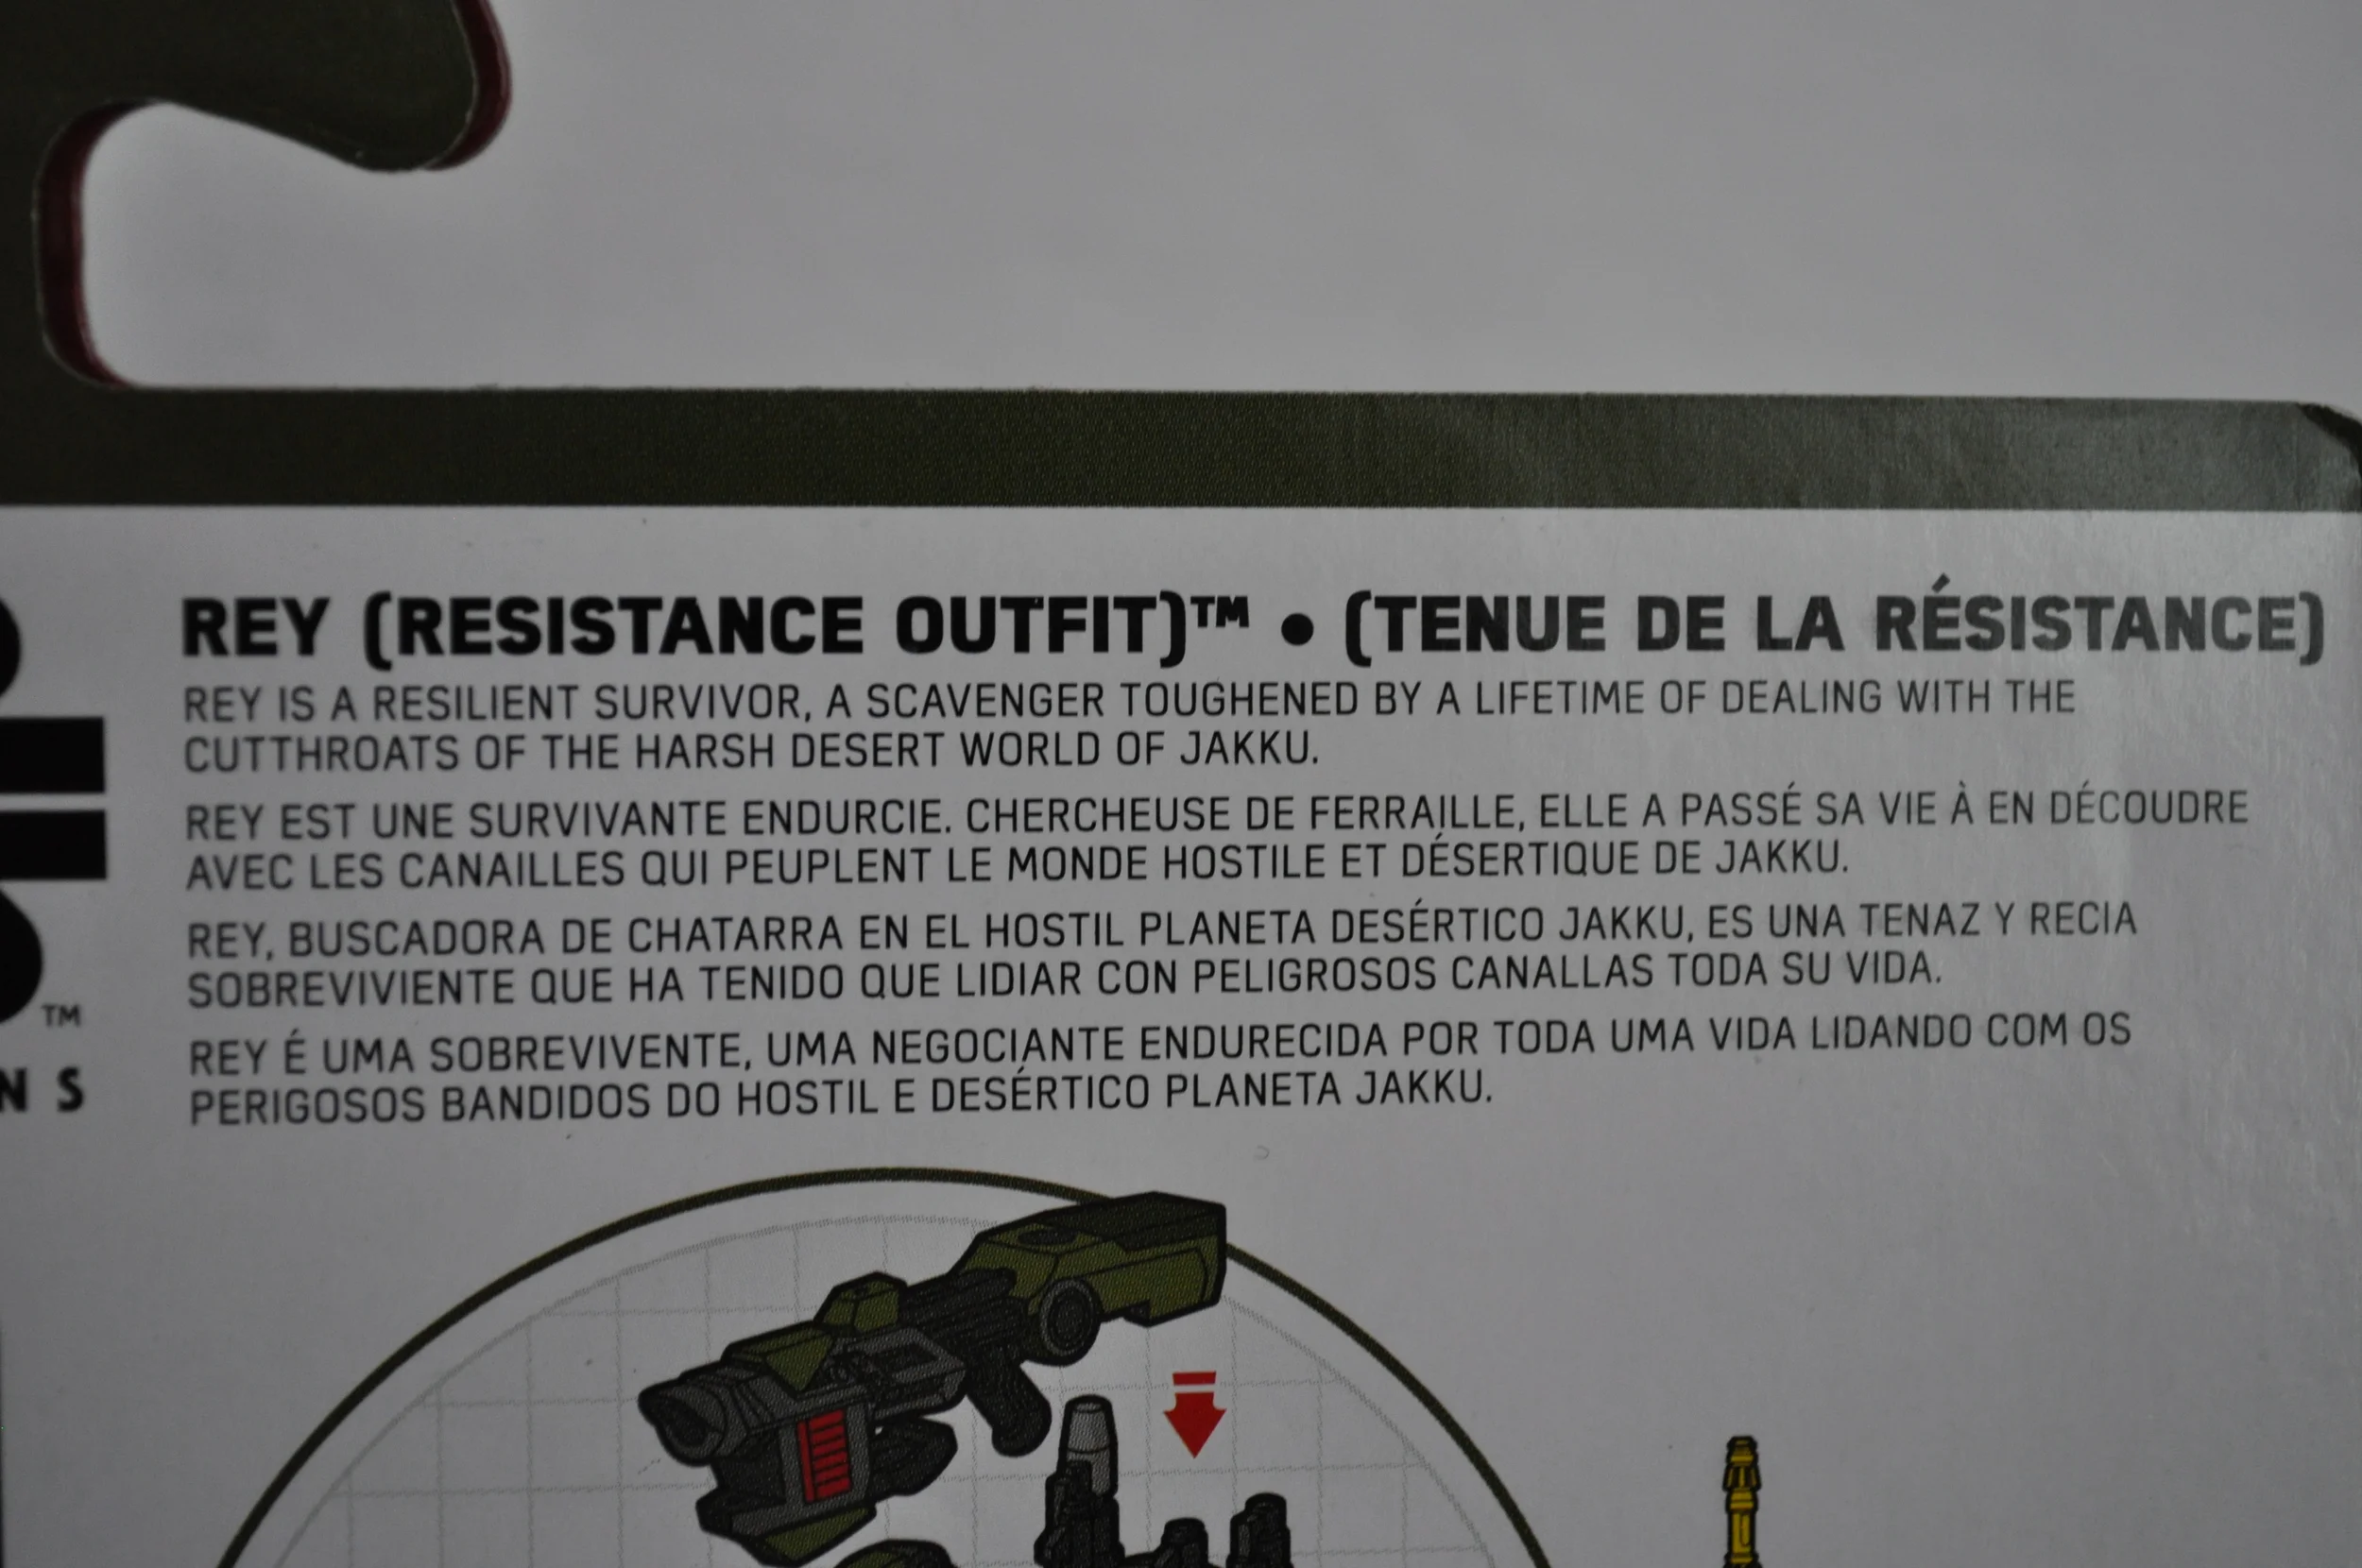 REY (RESISTANCE OUTFIT)™ • (TENUE DE LA RÉSISTANCE)
REY IS A RESILIENT SURVIVOR, A SCAVENGER TOUGHENED BY A LIFETIME OF DEALING WITH THE
CUTTHROATS OF THE HARSH DESERT WORLD OF JAKKU.
REY EST UNE SURVIVANTE ENDURCIE. CHERCHEUSE DE FERRAILLE, ELLE A PASSÉ SA VIE À EN DÉCOUDRE
AVEC LES CANAILLES QUI PEUPLENT LE MONDE HOSTILE ET DÉSERTIQUE DE JAKKU.
REY, BUSCADORA DE CHATARRA EN EL HOSTIL PLANETA DESÉRTICO JAKKU, ES UNA TENAZ Y RECIA
SOBREVIVIENTE QUE HA TENIDO QUE LIDIAR CON PELIGROSOS CANALLAS TODA SU VIDA.
REY É UMA SOBREVIVENTE, UMA NEGOCIANTE ENDURECIDA POR TODA UMA VIDA LIDANDO COM OS
PERIGOSOS BANDIDOS DO HOSTIL E DESÉRTICO PLANETA JAKKU.
™
NS